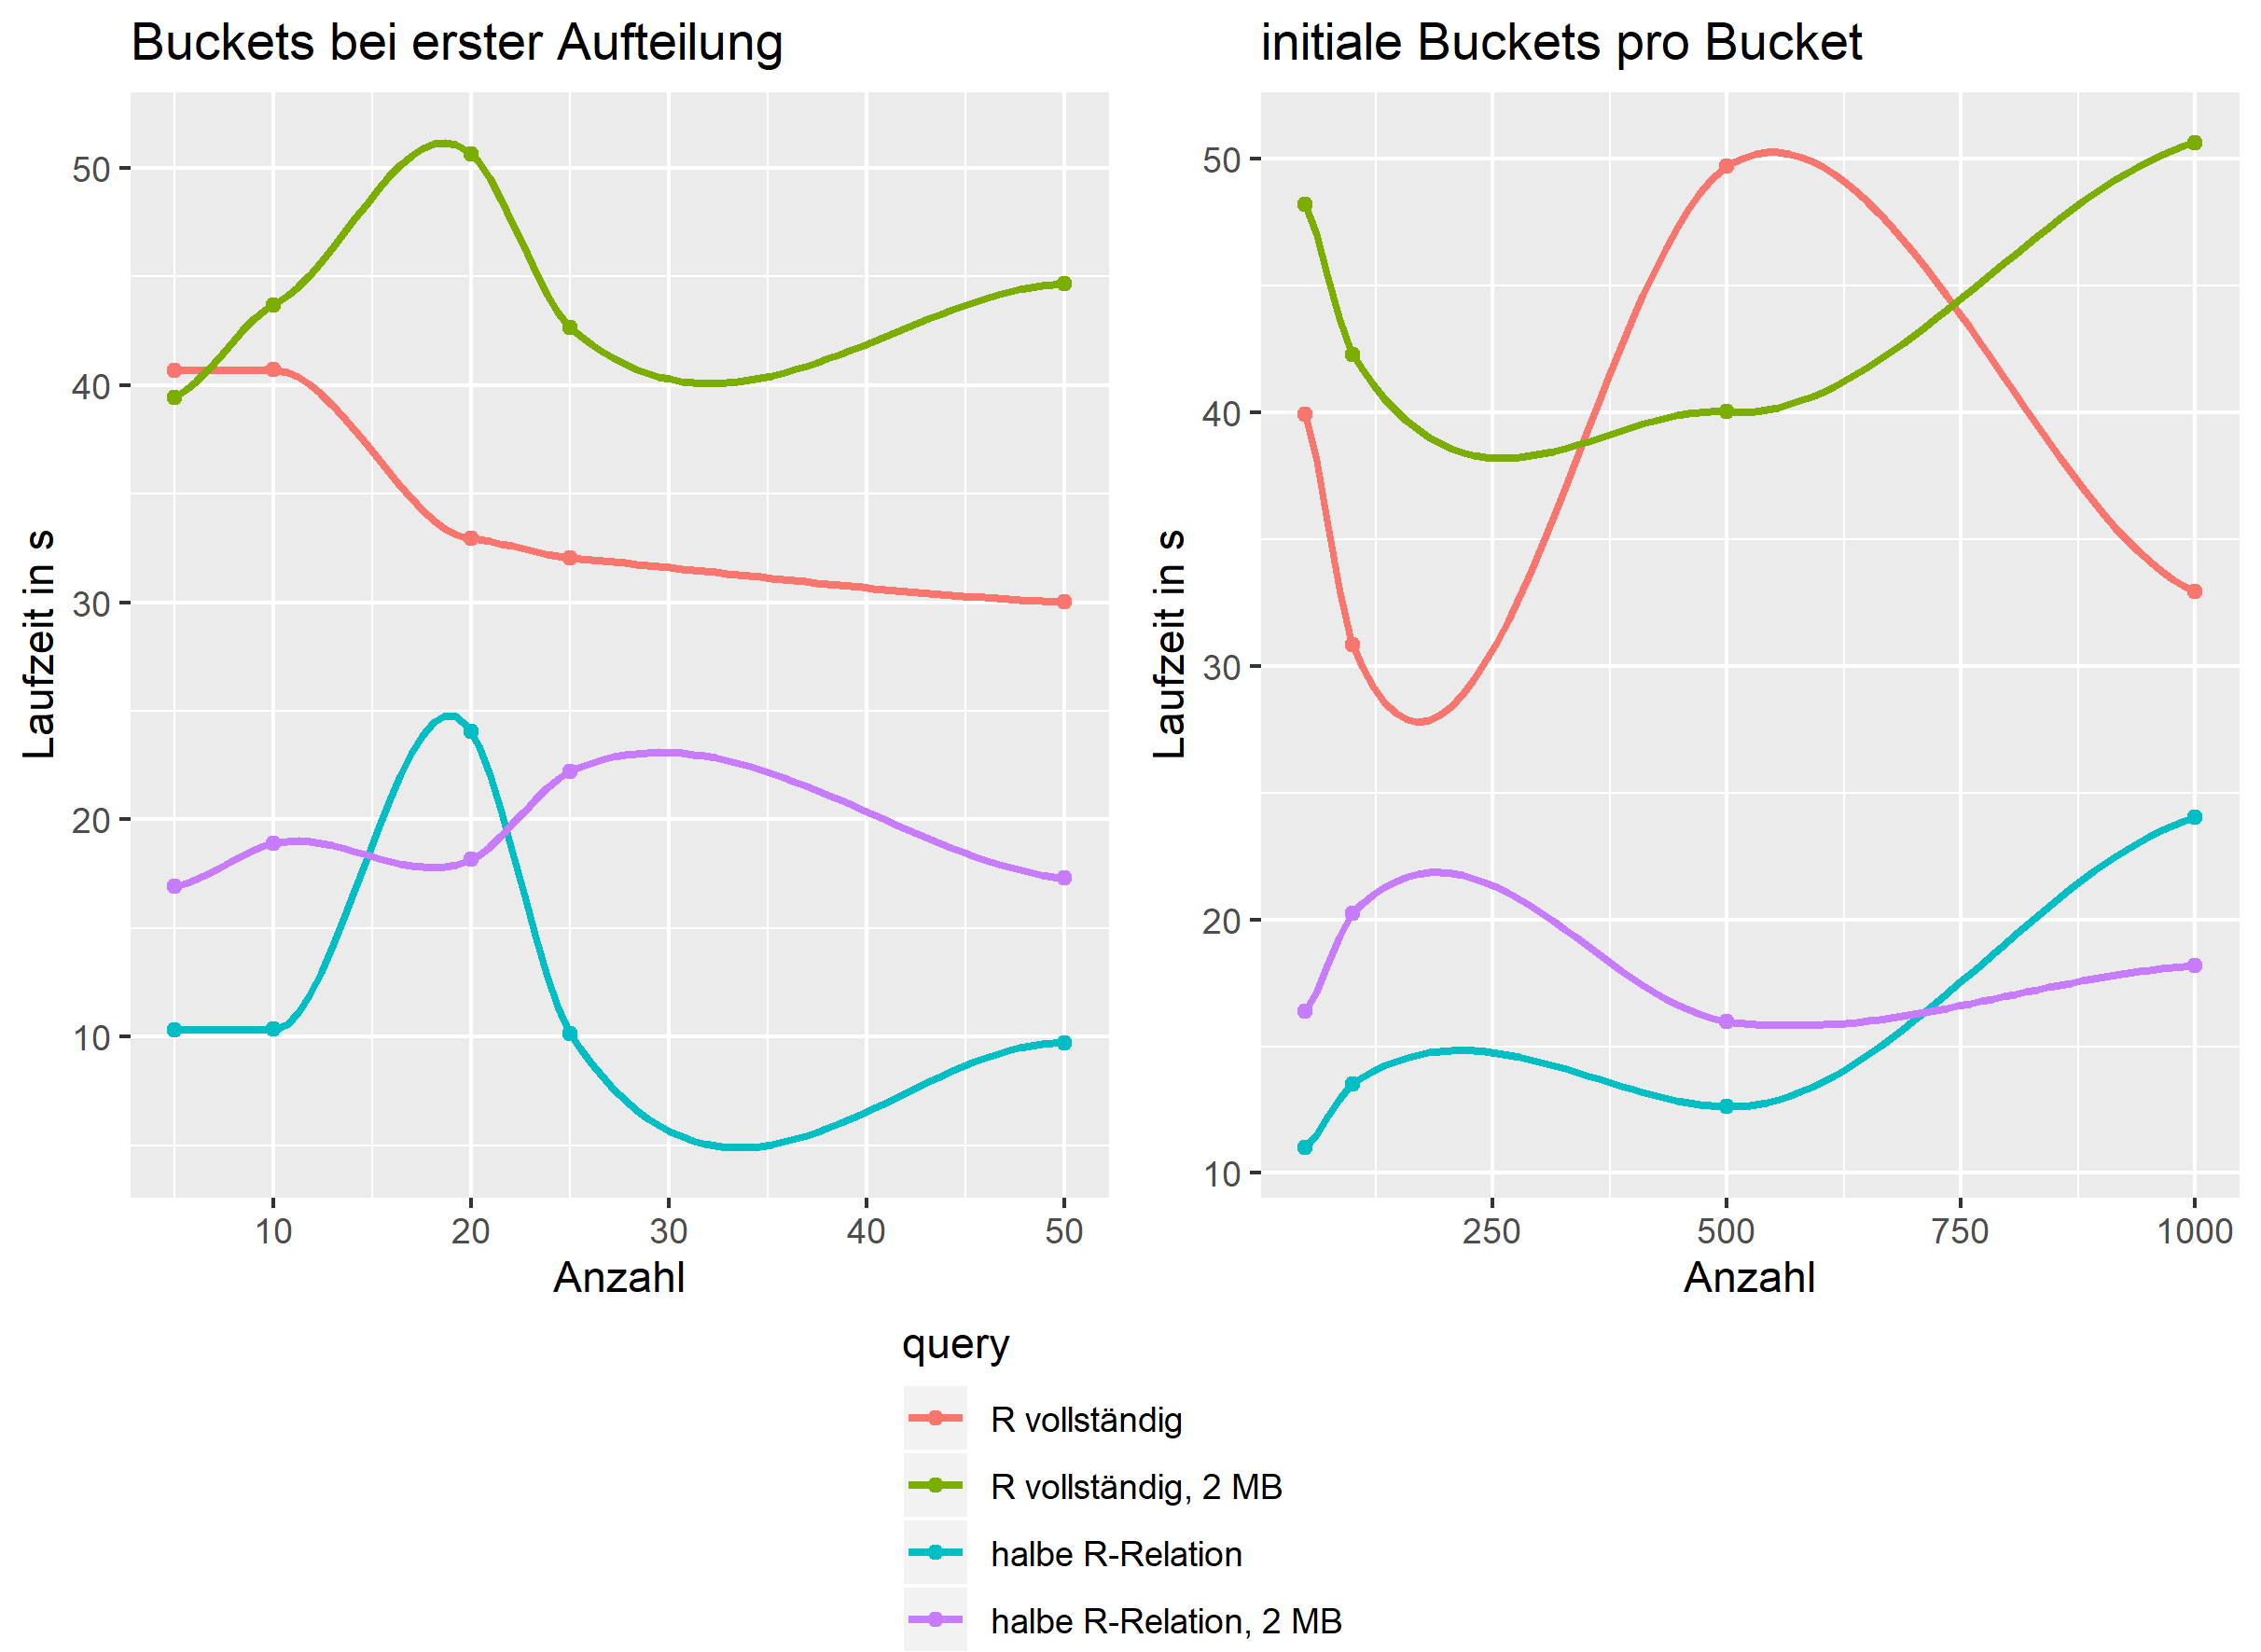 Buckets bei erster Aufteilung
50
40
30
20
10
Laufzeit in s
10 20 30 40 50
Anzahl
initiale Buckets pro Bucket
50
40
30
20
10
Laufzeit in s
250 500 750 1000
Anzahl
query
R vollständig
R vollständig, 2 MB
halbe R-Relation
halbe R-Relation, 2 MB